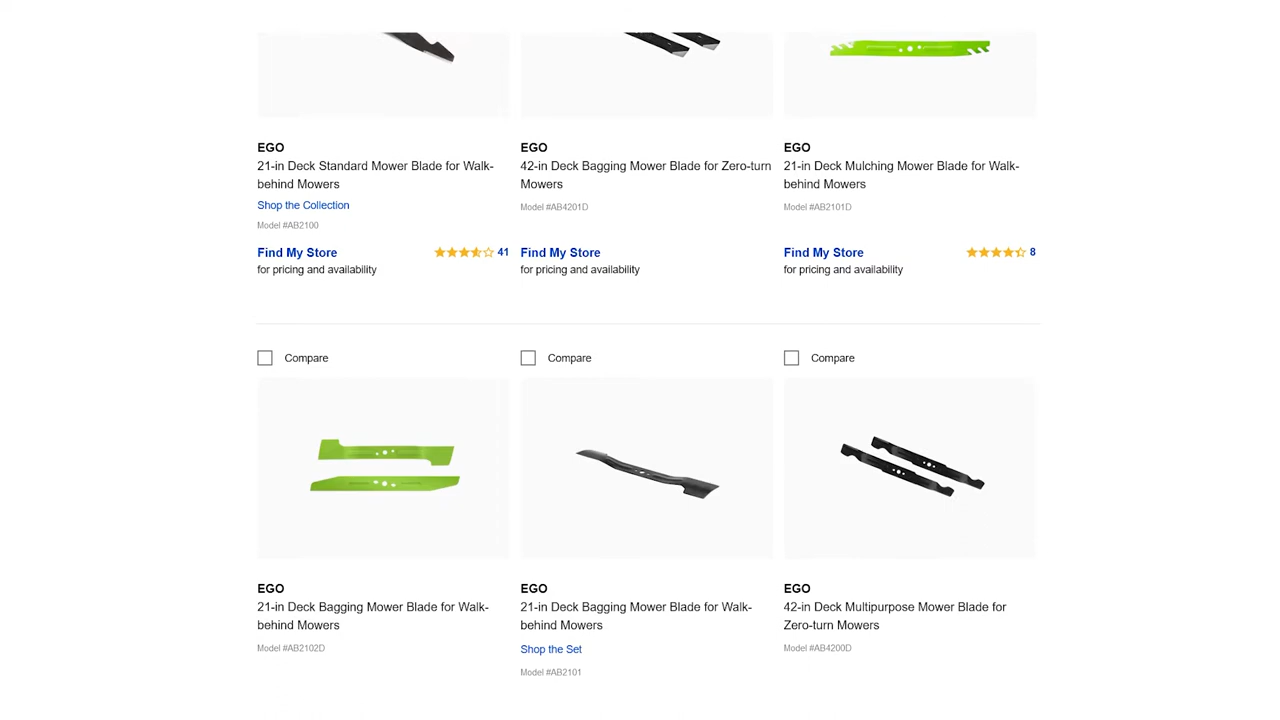 EGO
21-in Deck Standard Mower Blade for Walk-
behind Mowers
Shop the Collection
Model #AB2100
Find My Store
41
for pricing and availability
EGO
42-in Deck Bagging Mower Blade for Zero-turn
Mowers
Model #AB4201D
Find My Store
for pricing and availability
EGO
21-in Deck Mulching Mower Blade for Walk-
behind Mowers
Model #AB2101D
Find My Store
8
for pricing and availability
Compare
EGO
21-in Deck Bagging Mower Blade for Walk-
behind Mowers
Model #AB2102D
Compare
EGO
21-in Deck Bagging Mower Blade for Walk-
behind Mowers
Shop the Set
Model #AB2101
Compare
EGO
42-in Deck Multipurpose Mower Blade for
Zero-turn Mowers
Model #AB4200D